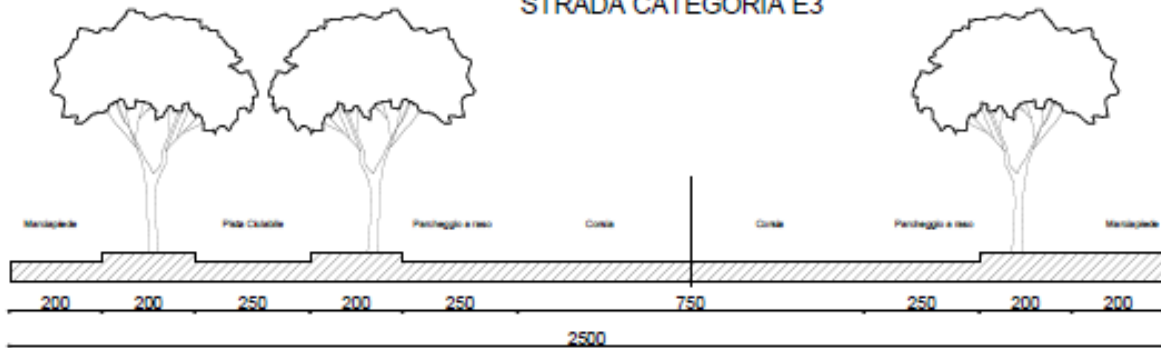 STRADA CATEGORIA E3
Marciapiede Pista Ciclabile Parcheggio a raso Corsia Corsia Parcheggio a raso Marciapiede
200 200 250 200 250 750 250 200 200
2500